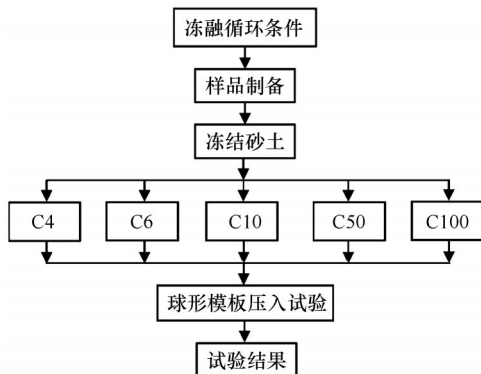 冻融循环条件
样品制备
冻结砂土
C4 C6 C10 C50 C100
球形模板压入试验
试验结果